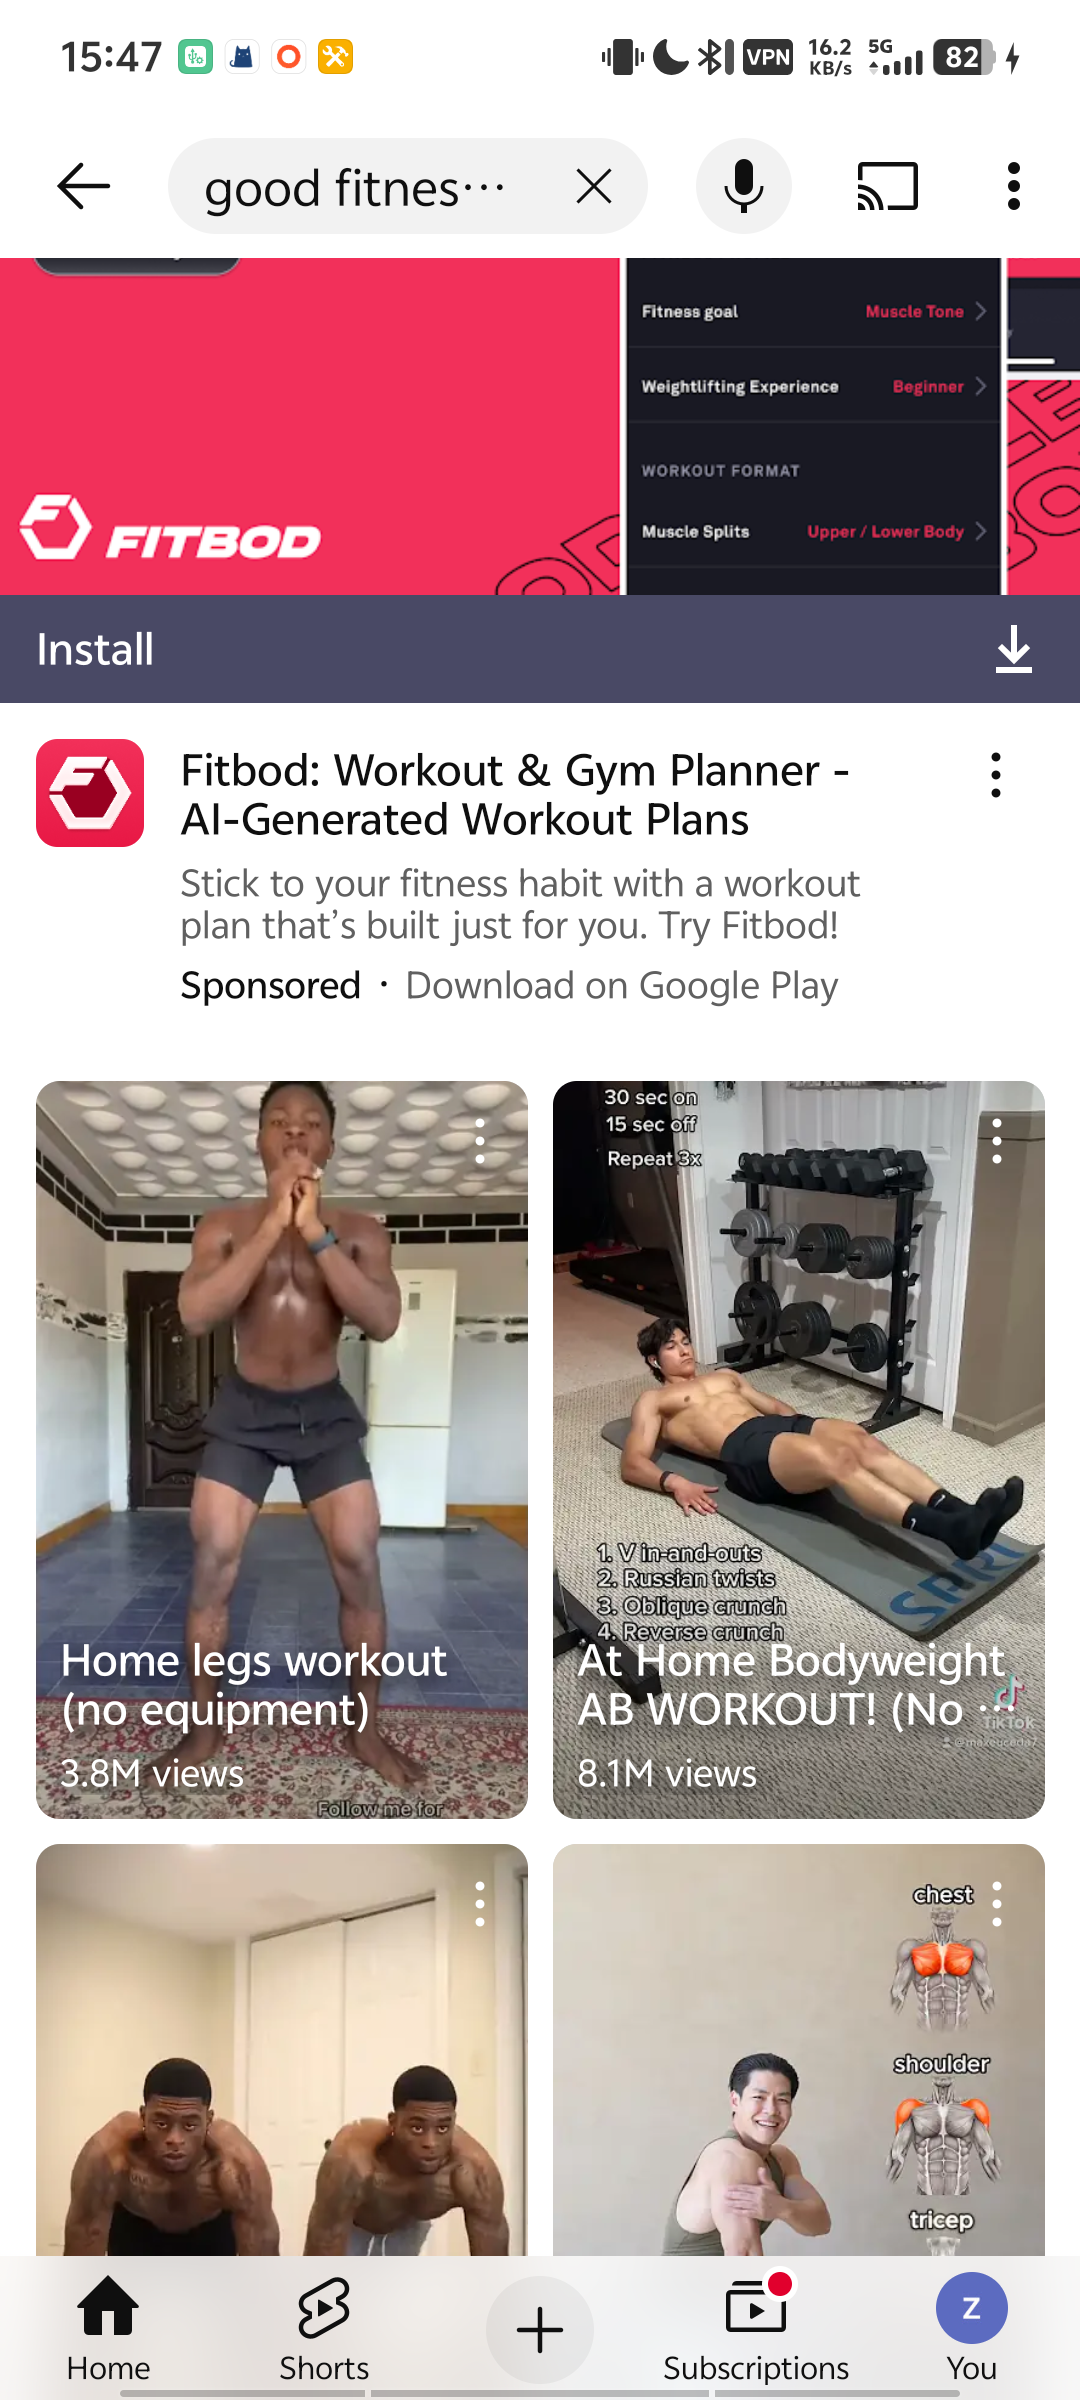 15:47
VPN
16.2
KB/s
5G
82
good fitnes···
Fitness goal
Muscle Tone
Weightlifting Experience
Beginner
WORKOUT FORMAT
Muscle Splits
Upper / Lower Body
FITBOD
Install
Fitbod: Workout & Gym Planner -
AI-Generated Workout Plans
Stick to your fitness habit with a workout
plan that's built just for you. Try Fitbod!
Sponsored · Download on Google Play
Home legs workout
(no equipment)
3.8M views
Follow me for
30 sec on
15 sec off
Repeat 3x
1. V in-and-outs
2. Russian twists
3. Oblique crunch
4. Reverse crunch
At Home Bodyweight
AB WORKOUT! (No ···
8.1M views
TikTok
SPRI
chest
shoulder
tricep
Home
Shorts
Subscriptions
Z
You